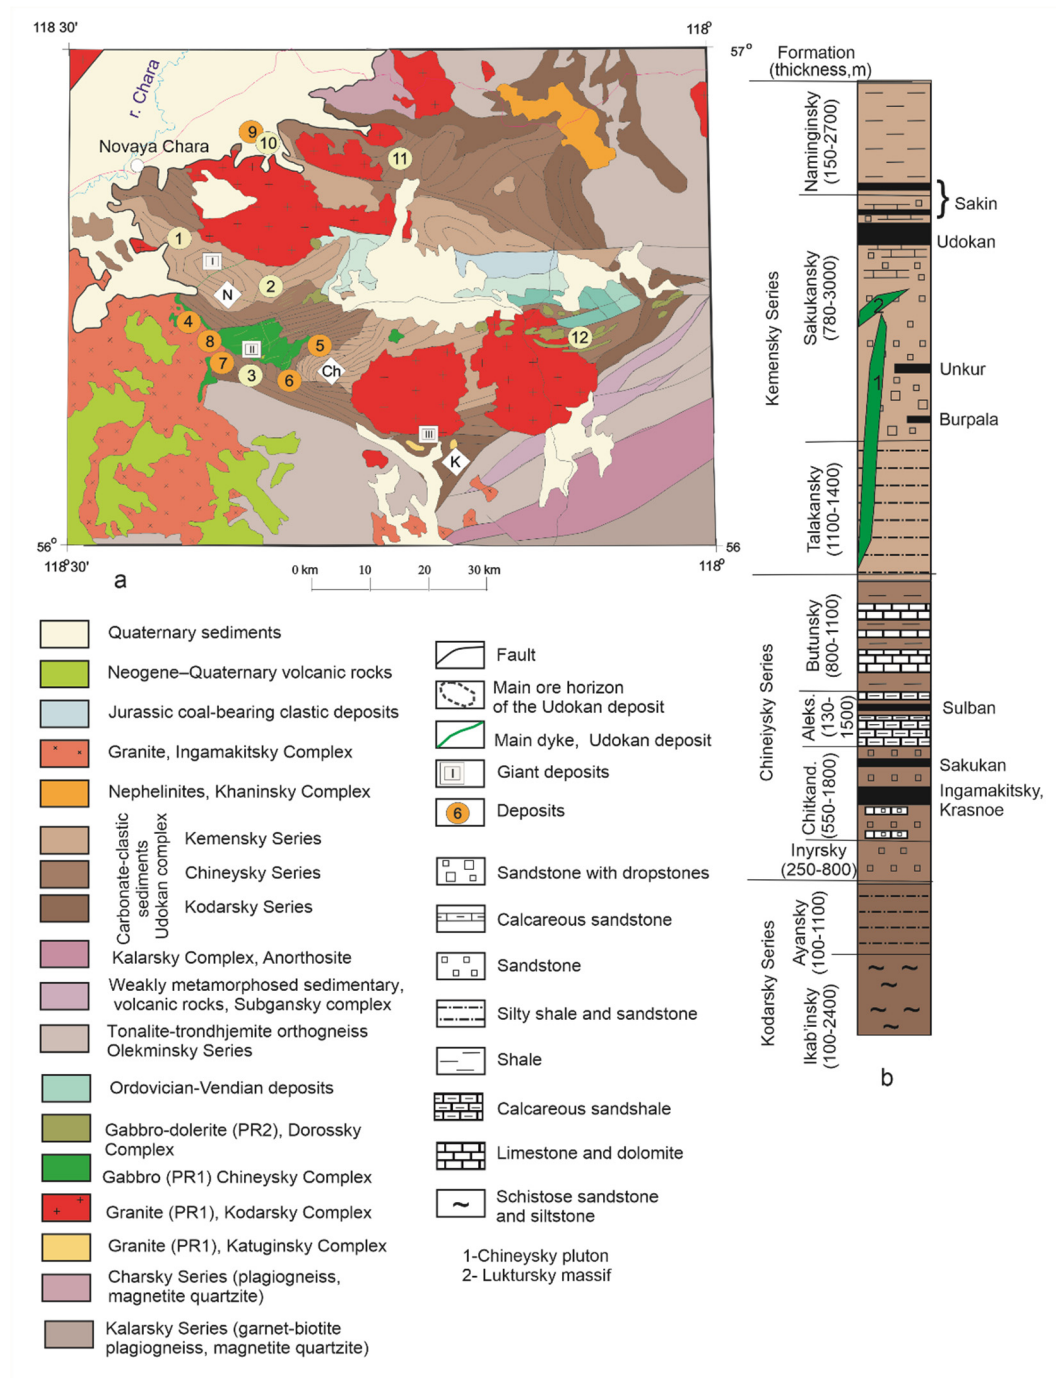 118 30'
118°
57°
r. Chara
Novaya Chara
9
10
11
1
I
N
2
4
8
7
II
3
5
6
Ch
12
III
K
56°
56
118°30'
118°
a
0 km
10
20
30 km
Formation
(thickness,m)
Naminginsky
(150-2700)
Sakin
Udokan
Kemensky Series
Sakukansky
(780-3000)
2
1
Unkur
Burpala
Talakansky
(1100-1400)
Chineiysky Series
Butunsky
(800-1100)
Aleks.
(130-
1500)
Sulban
Chitkand.
(550-1800)
Sakukan
Ingamakitsky,
Krasnoe
Inyrsky
(250-800)
Kodarsky Series
Ayansky
(100-1100)
Ikab'insky
(100-2400)
b
Quaternary sediments
Neogene–Quaternary volcanic rocks
Jurassic coal-bearing clastic deposits
Granite, Ingamakitsky Complex
Nephelinites, Khaninsky Complex
Carbonate-clastic
sediments
Udokan complex
Kemensky Series
Chineysky Series
Kodarsky Series
Kalarsky Complex, Anorthosite
Weakly metamorphosed sedimentary,
volcanic rocks, Subgansky complex
Tonalite-trondhjemite orthogneiss
Olekminsky Series
Ordovician-Vendian deposits
Gabbro-dolerite (PR2), Dorossky
Complex
Gabbro (PR1) Chineysky Complex
Granite (PR1), Kodarsky Complex
Granite (PR1), Katuginsky Complex
Charsky Series (plagiogneiss,
magnetite quartzite)
Kalarsky Series (garnet-biotite
plagiogneiss, magnetite quartzite)
Fault
Main ore horizon
of the Udokan deposit
Main dyke, Udokan deposit
I
Giant deposits
6
Deposits
Sandstone with dropstones
Calcareous sandstone
Sandstone
Silty shale and sandstone
Shale
Calcareous sandshale
Limestone and dolomite
Schistose sandstone
and siltstone
1-Chineysky pluton
2- Luktursky massif